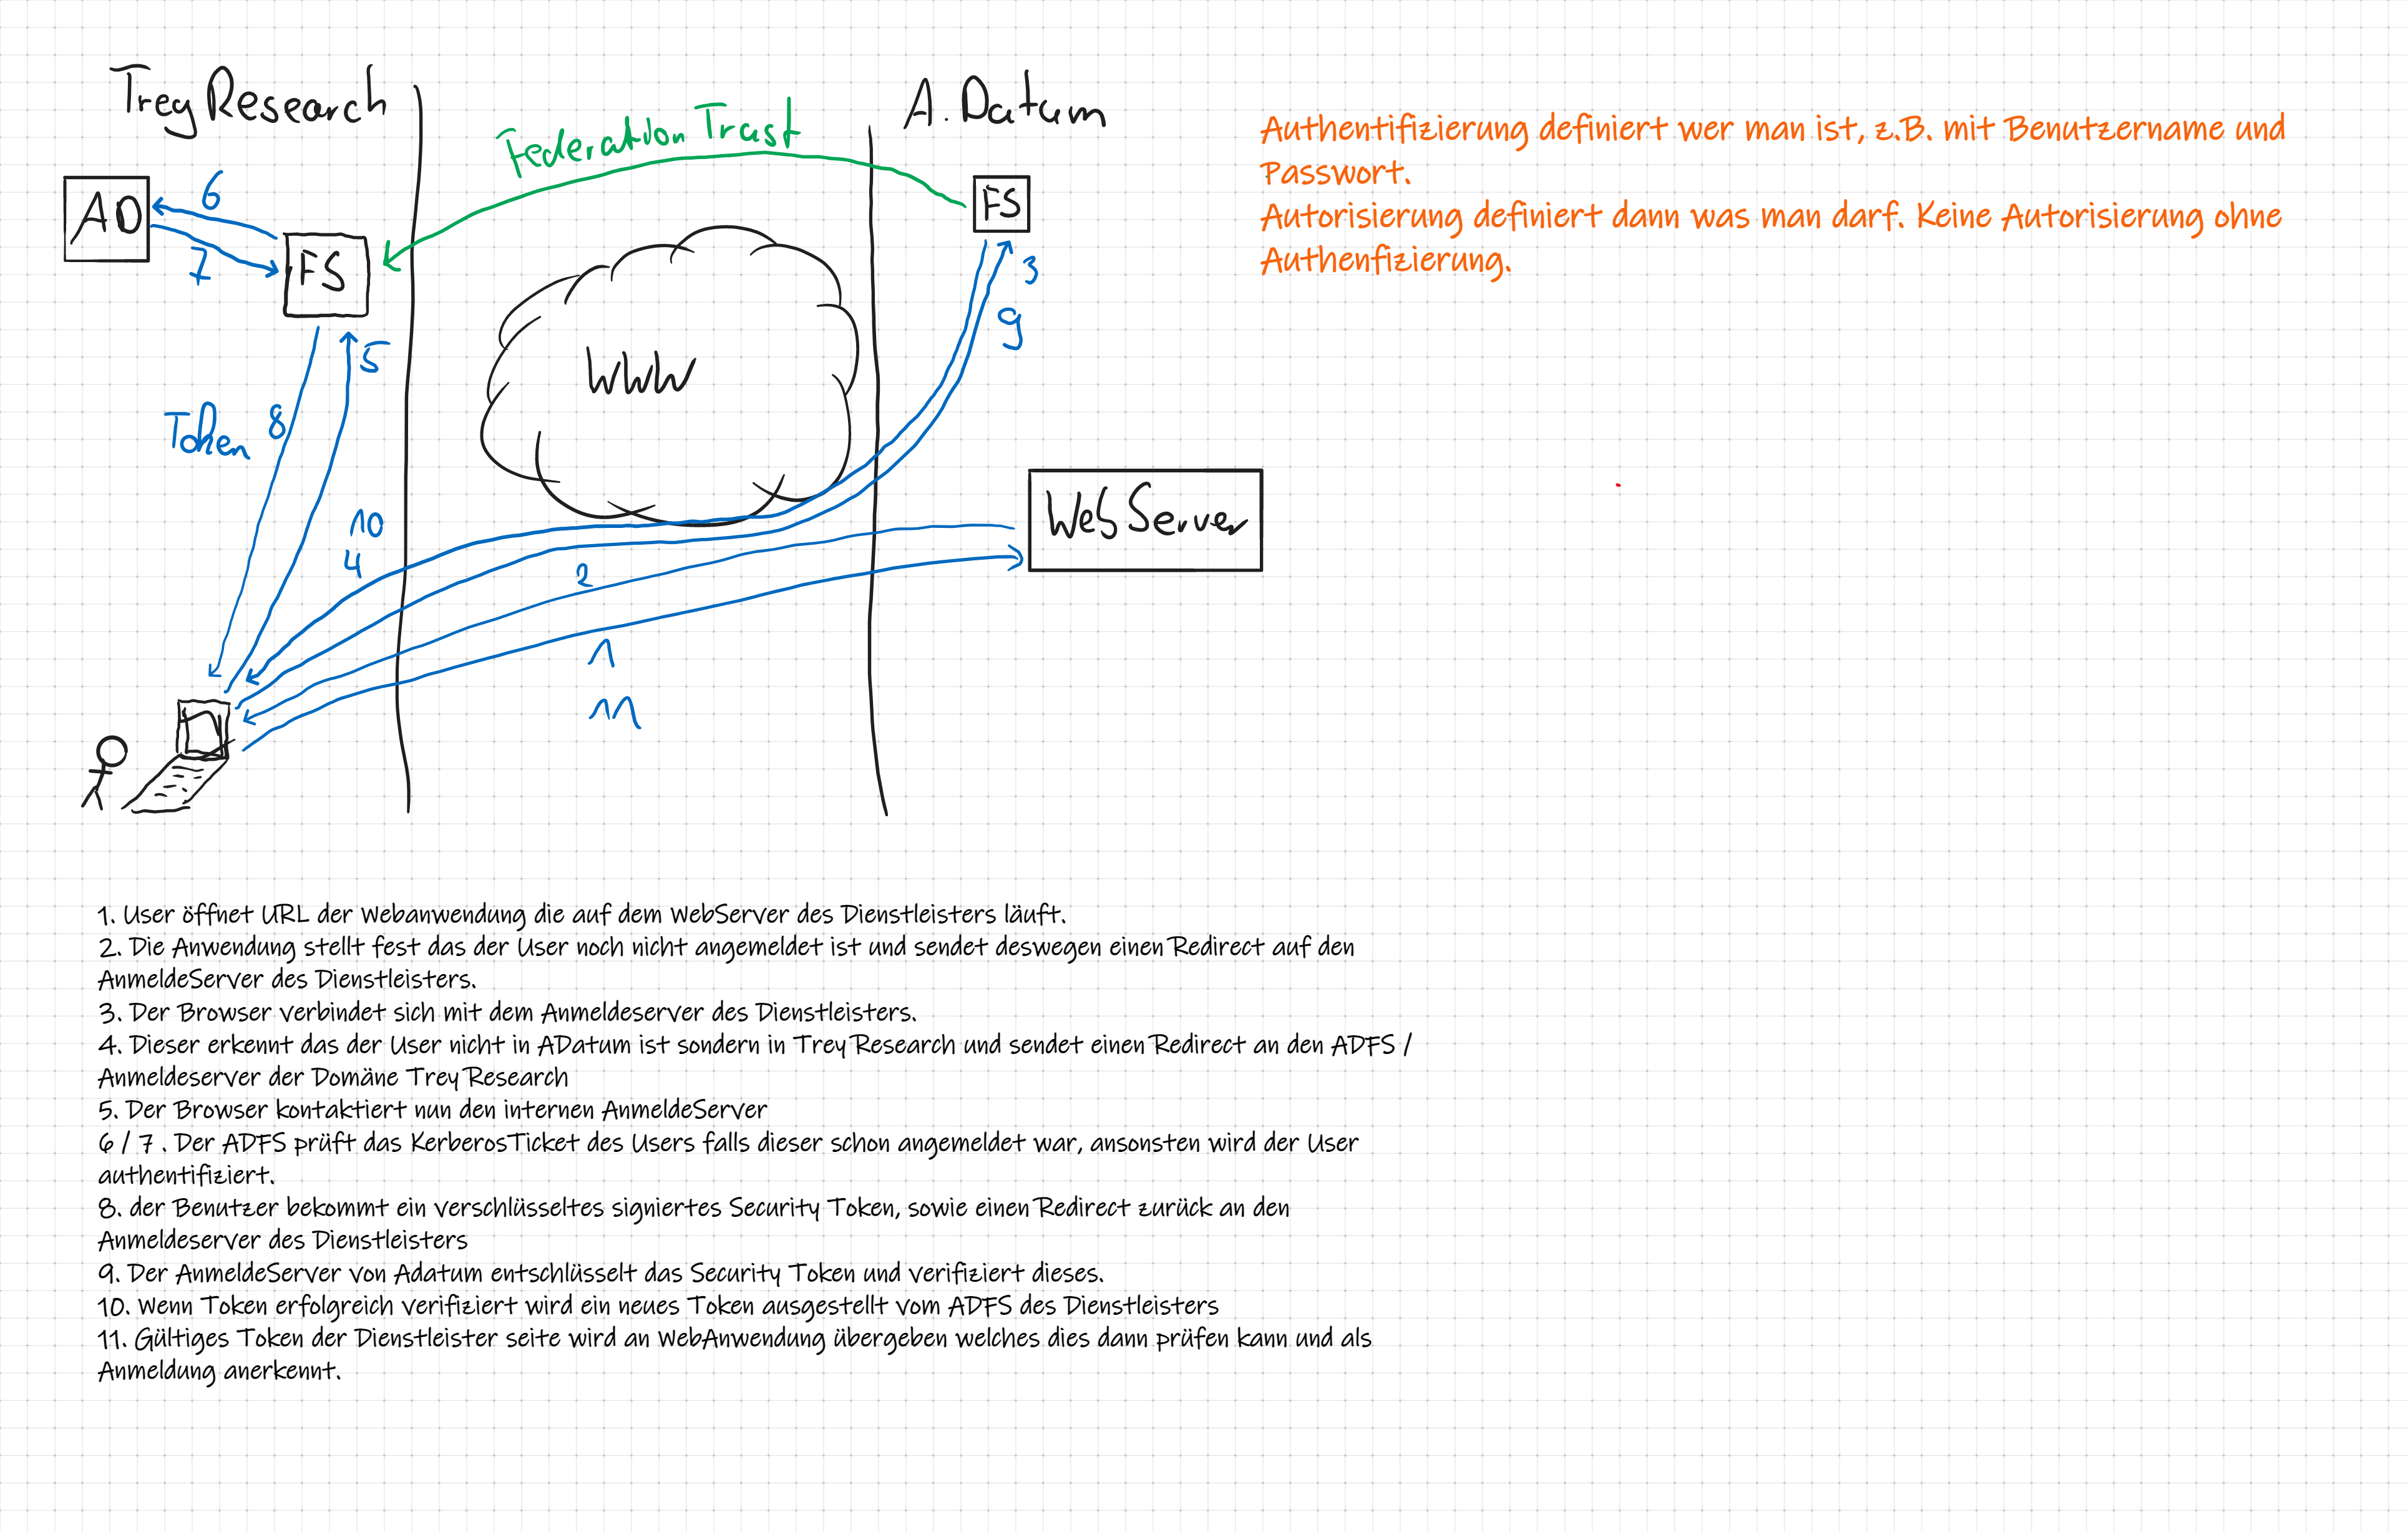 Trey Research
A. Datum
Federation Trust
Authentifizierung definiert wer man ist, z.B. mit Benutzername und
Passwort.
Autorisierung definiert dann was man darf. Keine Autorisierung ohne
Authenfizierung.
AD
6
7
FS
FS
3
9
5
WWW
Token 8
10
4
2
WebServer
1
11
1. User öffnet URL der Webanwendung die auf dem WebServer des Dienstleisters läuft.
2. Die Anwendung stellt fest das der User noch nicht angemeldet ist und sendet deswegen einen Redirect auf den
AnmeldeServer des Dienstleisters.
3. Der Browser verbindet sich mit dem Anmeldeserver des Dienstleisters.
4. Dieser erkennt das der User nicht in ADatum ist sondern in TreyResearch und sendet einen Redirect an den ADFS /
Anmeldeserver der Domäne TreyResearch
5. Der Browser kontaktiert nun den internen AnmeldeServer
6 / 7 . Der ADFS prüft das KerberosTicket des Users falls dieser schon angemeldet war, ansonsten wird der User
authentifiziert.
8. der Benutzer bekommt ein verschlüsseltes signiertes Security Token, sowie einen Redirect zurück an den
Anmeldeserver des Dienstleisters
9. Der AnmeldeServer von Adatum entschlüsselt das Security Token und verifiziert dieses.
10. Wenn Token erfolgreich verifiziert wird ein neues Token ausgestellt vom ADFS des Dienstleisters
11. Gültiges Token der Dienstleister seite wird an WebAnwendung übergeben welches dies dann prüfen kann und als
Anmeldung anerkennt.